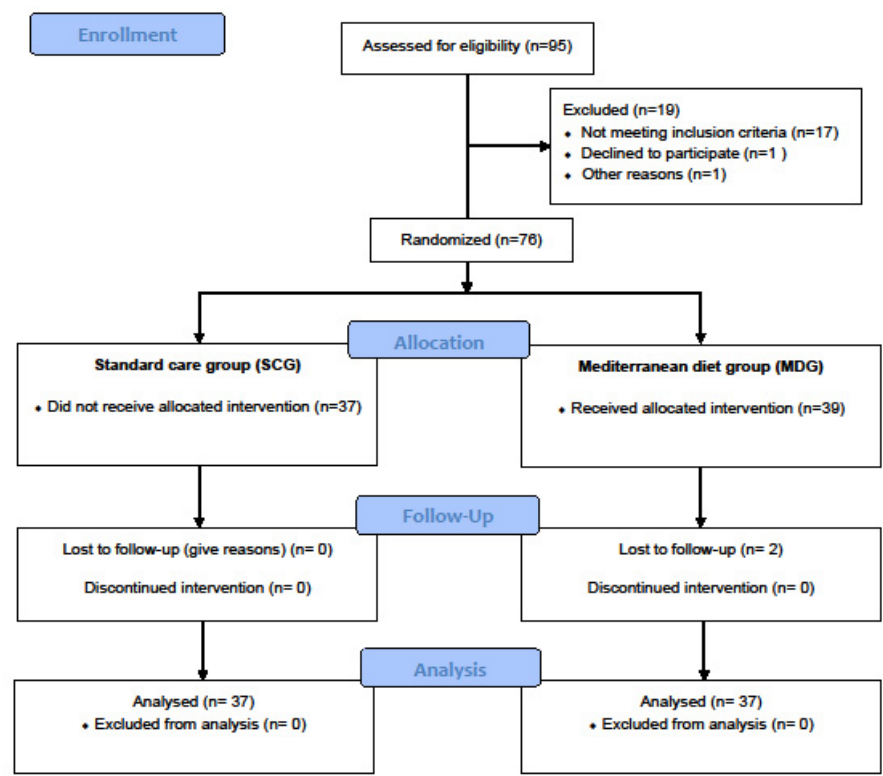 Enrollment
Assessed for eligibility (n=95)
Excluded (n=19)
⬥ Not meeting inclusion criteria (n=17)
⬥ Declined to participate (n=1 )
⬥ Other reasons (n=1)
Randomized (n=76)
Allocation
Standard care group (SCG)
⬥ Did not receive allocated intervention (n=37)
Mediterranean diet group (MDG)
⬥ Received allocated intervention (n=39)
Follow-Up
Lost to follow-up (give reasons) (n= 0)
Discontinued intervention (n= 0)
Lost to follow-up (n= 2)
Discontinued intervention (n= 0)
Analysis
Analysed (n= 37)
⬥ Excluded from analysis (n= 0)
Analysed (n= 37)
⬥ Excluded from analysis (n= 0)